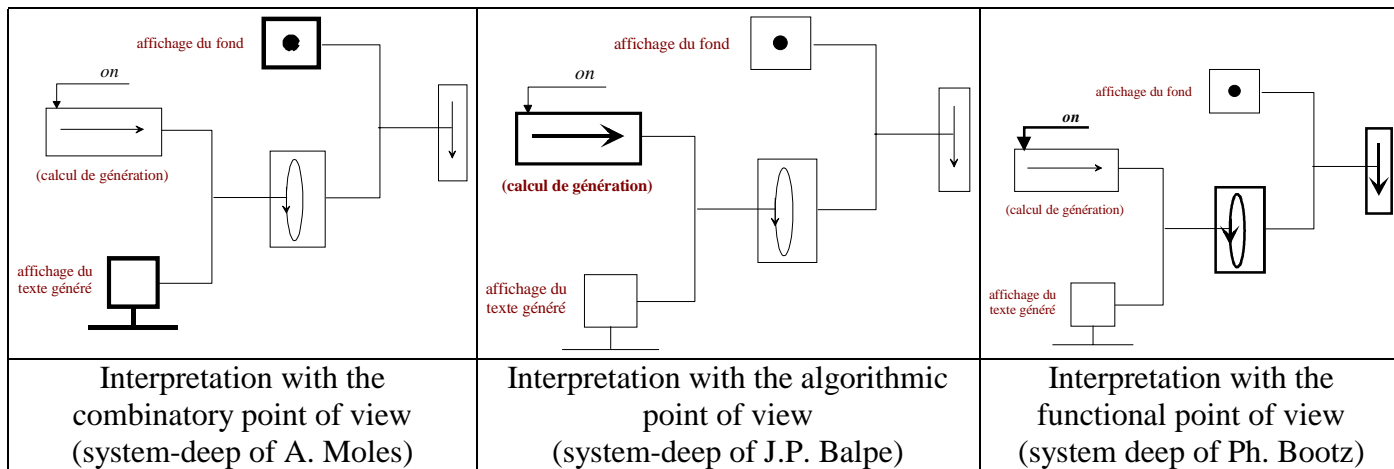 affichage du fond
on
(calcul de génération)
affichage du
texte généré
affichage du fond
on
(calcul de génération)
affichage du
texte généré
affichage du fond
on
(calcul de génération)
affichage du
texte généré
Interpretation with the
combinatory point of view
(system-deep of A. Moles)
Interpretation with the algorithmic
point of view
(system-deep of J.P. Balpe)
Interpretation with the
functional point of view
(system deep of Ph. Bootz)